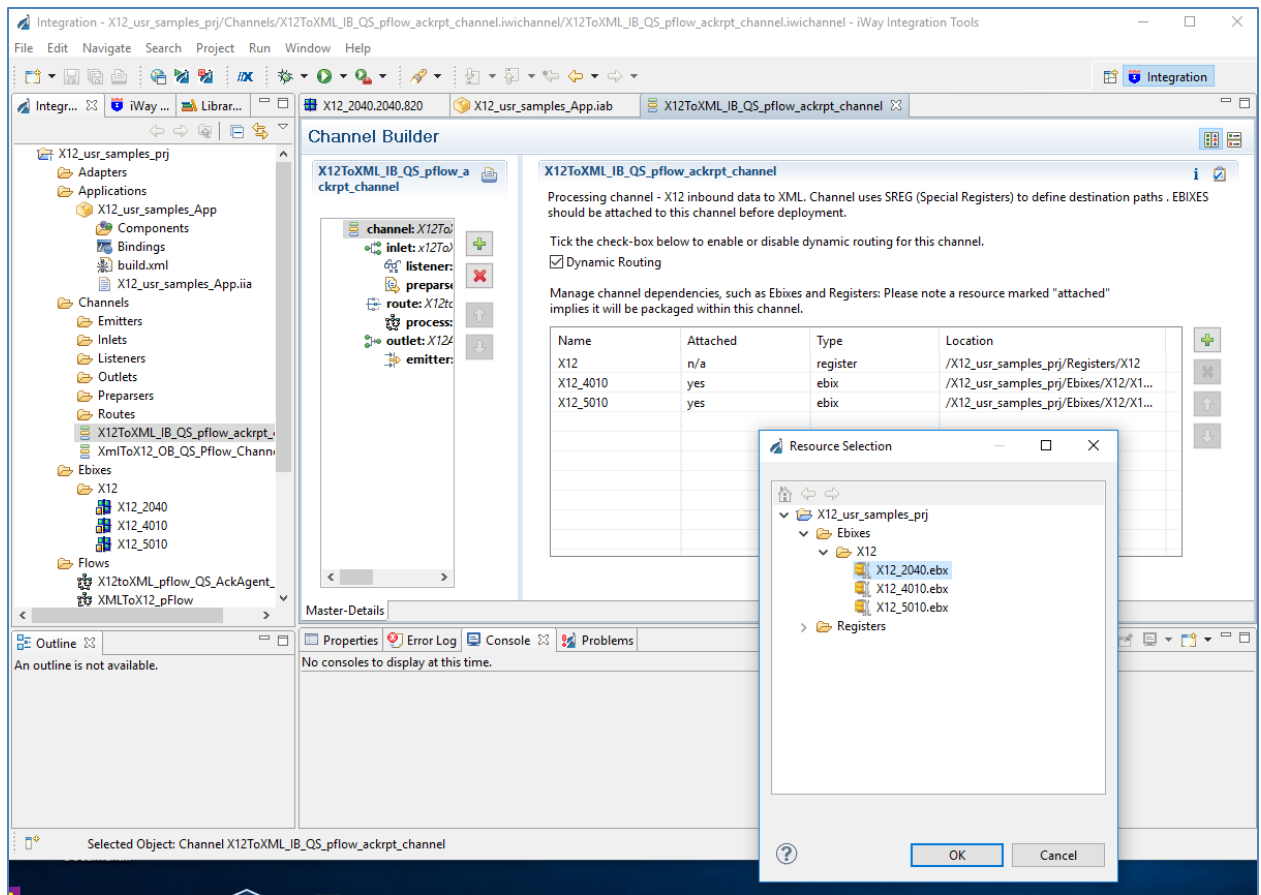 Integration - X12_usr_samples_prj/Channels/X12ToXML_IB_QS_pflow_ackrpt_channel.iwichannel/X12ToXML_IB_QS_pflow_ackrpt_channel.iwichannel - iWay Integration Tools
File Edit Navigate Search Project Run Window Help
Integration
Integr... iWay ... Librar...
X12_usr_samples_prj
Adapters
Applications
X12_usr_samples_App
Components
Bindings
build.xml
X12_usr_samples_App.iia
Channels
Emitters
Inlets
Listeners
Outlets
Preparsers
Routes
X12ToXML_IB_QS_pflow_ackrpt_
XmlToX12_OB_QS_Pflow_Chann
Ebixes
X12
X12_2040
X12_4010
X12_5010
Flows
X12toXML_pflow_QS_AckAgent_
XMLToX12_pFlow
X12_2040.2040.820 X12_usr_samples_App.iab X12ToXML_IB_QS_pflow_ackrpt_channel
Channel Builder
X12ToXML_IB_QS_pflow_a
ckrpt_channel
channel: X12To
inlet: x12To
listener:
preparse
route: X12to
process:
outlet: X12A
emitter:
Master-Details
X12ToXML_IB_QS_pflow_ackrpt_channel
Processing channel - X12 inbound data to XML. Channel uses SREG (Special Registers) to define destination paths . EBIXES
should be attached to this channel before deployment.
Tick the check-box below to enable or disable dynamic routing for this channel.
Dynamic Routing
Manage channel dependencies, such as Ebixes and Registers: Please note a resource marked "attached"
implies it will be packaged within this channel.
Name Attached Type Location
X12 n/a register /X12_usr_samples_prj/Registers/X12
X12_4010 yes ebix /X12_usr_samples_prj/Ebixes/X12/X1...
X12_5010 yes ebix /X12_usr_samples_prj/Ebixes/X12/X1...
Resource Selection
X12_usr_samples_prj
Ebixes
X12
X12_2040.ebx
X12_4010.ebx
X12_5010.ebx
Registers
OK Cancel
Outline
An outline is not available.
Properties Error Log Console Problems
No consoles to display at this time.
Selected Object: Channel X12ToXML_IB_QS_pflow_ackrpt_channel